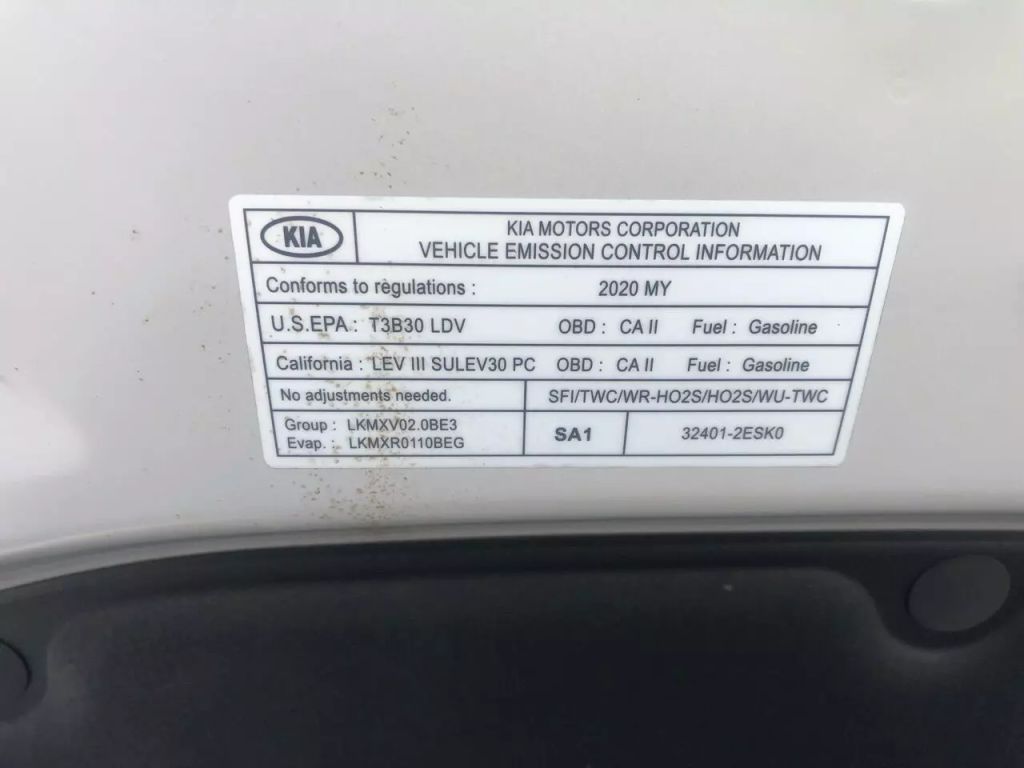 KIA
KIA MOTORS CORPORATION
VEHICLE EMISSION CONTROL INFORMATION
Conforms to regulations : 2020 MY
U.S.EPA : T3B30 LDV OBD : CA II Fuel : Gasoline
California : LEV III SULEV30 PC OBD : CA II Fuel : Gasoline
No adjustments needed. SFI/TWC/WR-HO2S/HO2S/WU-TWC
Group : LKMXV02.0BE3
Evap. : LKMXR0110BEG
SA1
32401-2ESK0